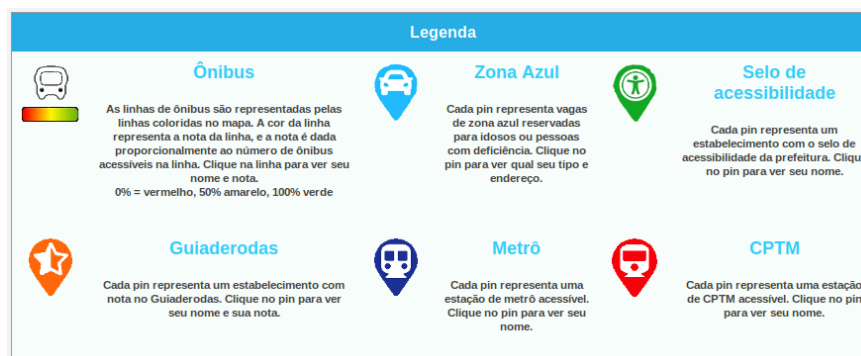 Legenda
Ônibus
As linhas de ônibus são representadas pelas
linhas coloridas no mapa. A cor da linha
representa a nota da linha, e a nota é dada
proporcionalmente ao número de ônibus
acessíveis na linha. Clique na linha para ver seu
nome e nota.
0% = vermelho, 50% amarelo, 100% verde
Zona Azul
Cada pin representa vagas
de zona azul reservadas
para idosos ou pessoas
com deficiência. Clique no
pin para ver qual seu tipo e
endereço.
Selo de
acessibilidade
Cada pin representa um
estabelecimento com o selo de
acessibilidade da prefeitura. Clique
no pin para ver seu nome.
Guiaderodas
Cada pin representa um estabelecimento com
nota no Guiaderodas. Clique no pin para ver
seu nome e sua nota.
Metrô
Cada pin representa uma
estação de metrô acessível.
Clique no pin para ver seu
nome.
CPTM
Cada pin representa uma estação
de CPTM acessível. Clique no pin
para ver seu nome.